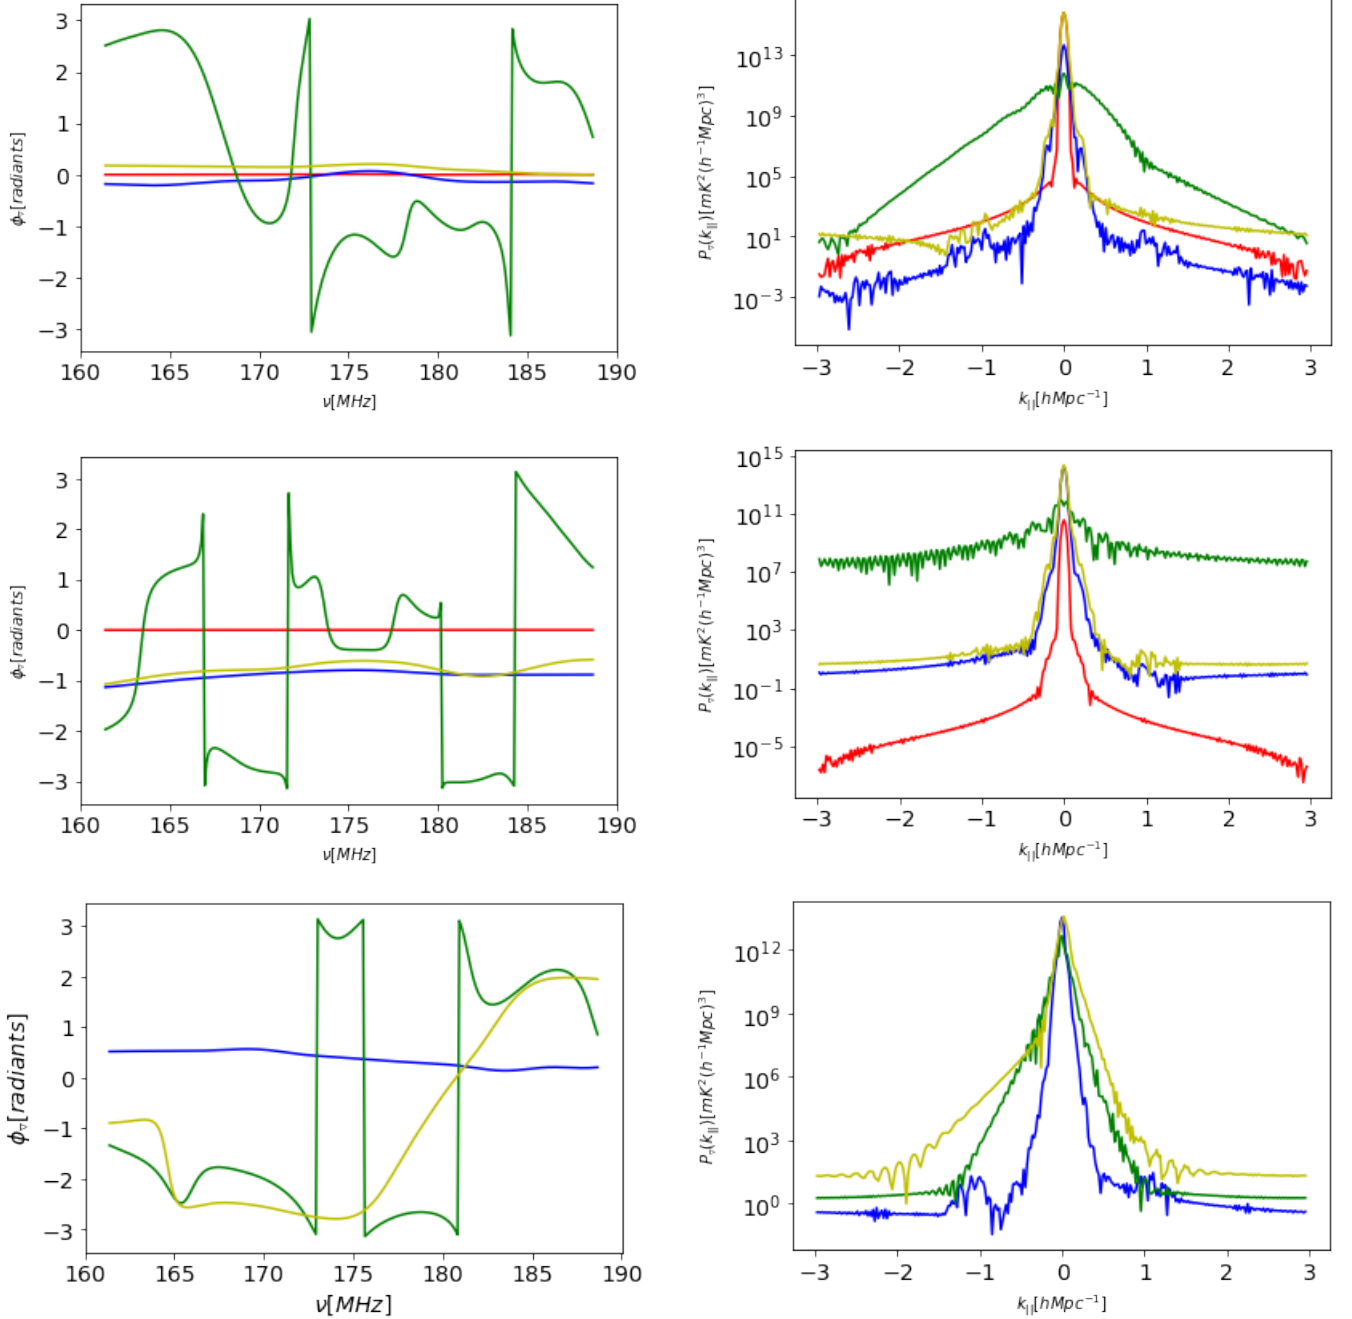 3
2
1
0
−1
−2
−3
160 165 170 175 180 185 190
ν[MHz]
ϕ_∇[radiants]
10^13
10^9
10^5
10^1
10^−3
−3 −2 −1 0 1 2 3
k_||[hMpc^−1]
P_∇(k_||)[mK^2(h^−1Mpc)^3]
3
2
1
0
−1
−2
−3
160 165 170 175 180 185 190
ν[MHz]
ϕ_∇[radiants]
10^15
10^11
10^7
10^3
10^−1
10^−5
−3 −2 −1 0 1 2 3
k_||[hMpc^−1]
P_∇(k_||)[mK^2(h^−1Mpc)^3]
3
2
1
0
−1
−2
−3
160 165 170 175 180 185 190
ν[MHz]
ϕ_∇[radiants]
10^12
10^9
10^6
10^3
10^0
−3 −2 −1 0 1 2 3
k_||[hMpc^−1]
P_∇(k_||)[mK^2(h^−1Mpc)^3]